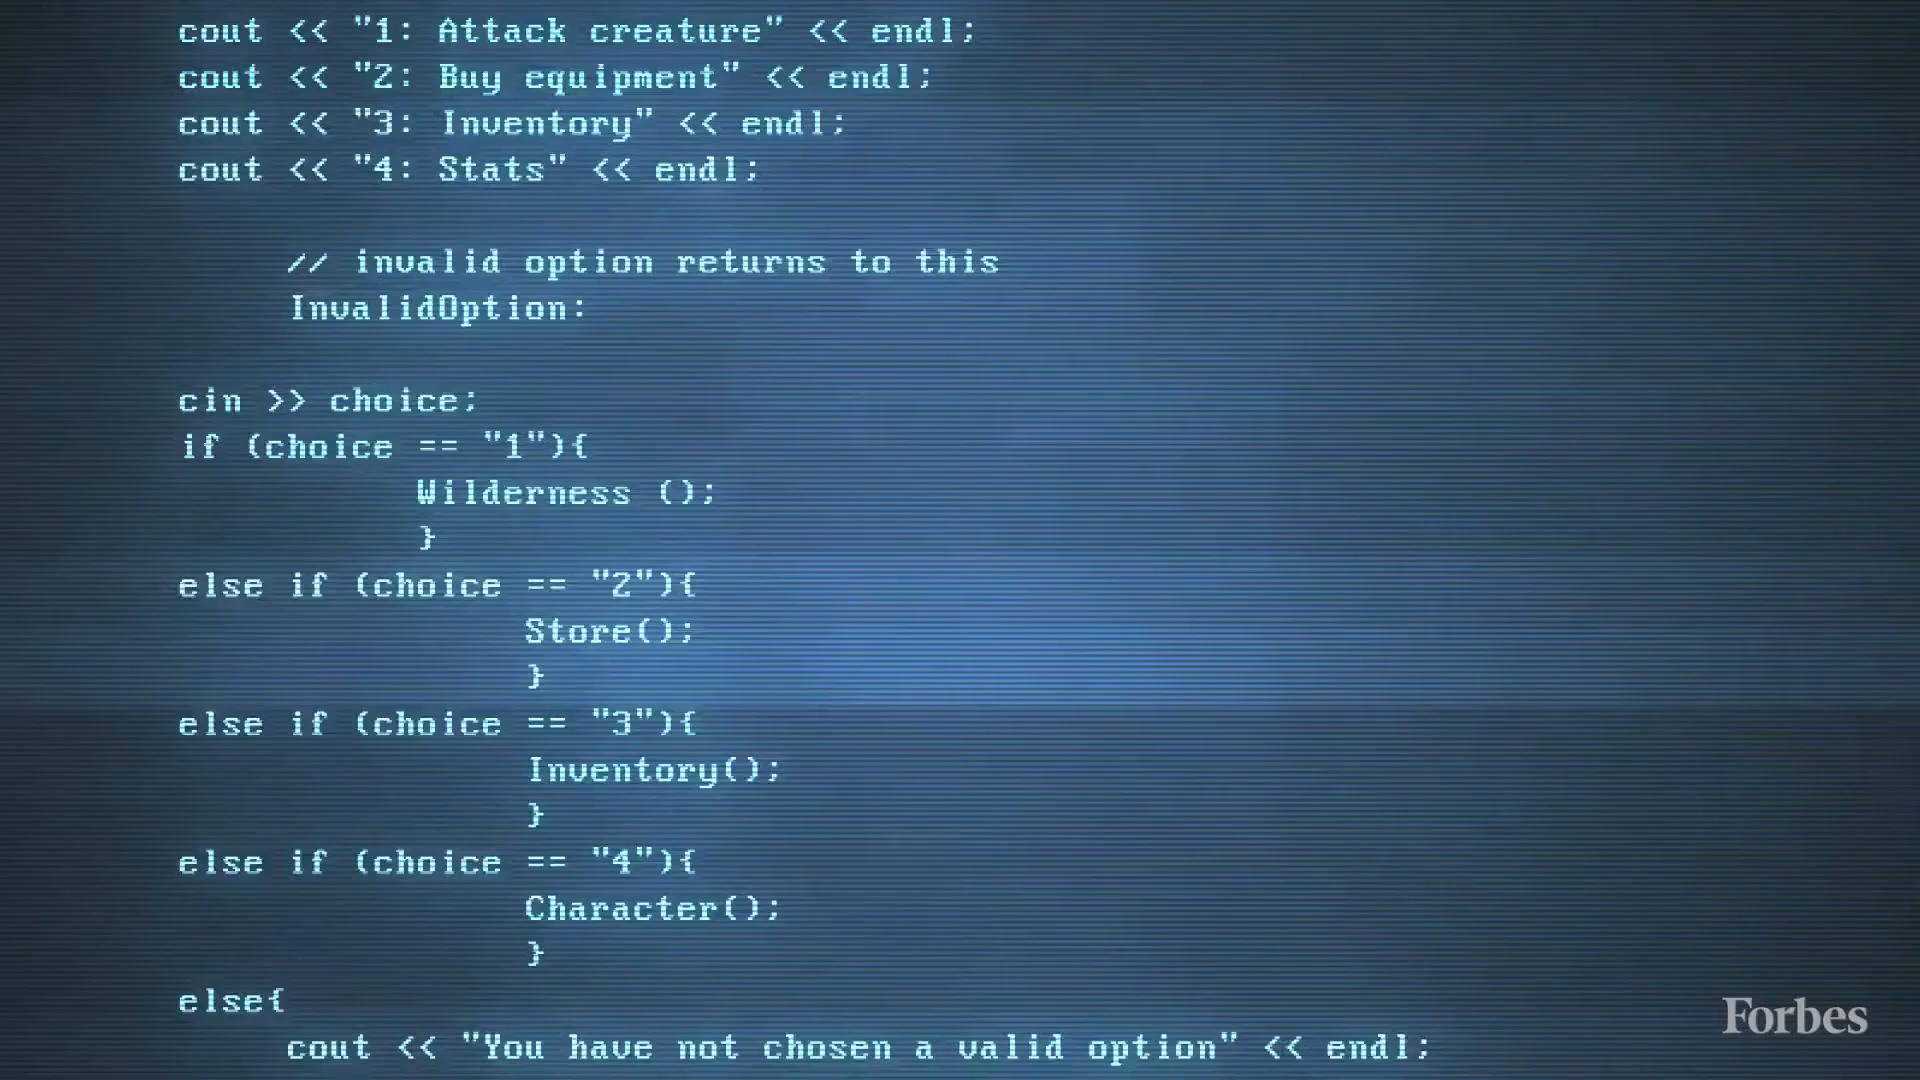 cout << "1: Attack creature" << endl;
cout << "2: Buy equipment" << endl;
cout << "3: Inventory" << endl;
cout << "4: Stats" << endl;
// invalid option returns to this
InvalidOption:
cin >> choice;
if (choice == "1"){
Wilderness ();
}
else if (choice == "2"){
Store();
}
else if (choice == "3"){
Inventory();
}
else if (choice == "4"){
Character();
}
else{
cout << "You have not chosen a valid option" << endl;
Forbes